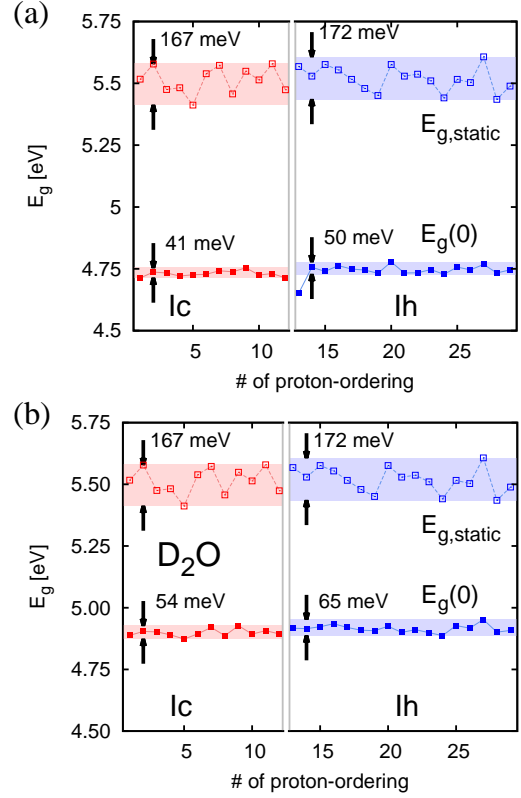 (a)
5.75
5.5
5.25
5
4.75
4.5
E_g [eV]
167 meV
172 meV
E_g,static
E_g(0)
41 meV
50 meV
Ic
Ih
5
10
15
20
25
# of proton-ordering
(b)
5.75
5.50
5.25
5.00
4.75
4.50
E_g [eV]
167 meV
172 meV
E_g,static
D₂O
E_g(0)
54 meV
65 meV
Ic
Ih
5
10
15
20
25
# of proton-ordering